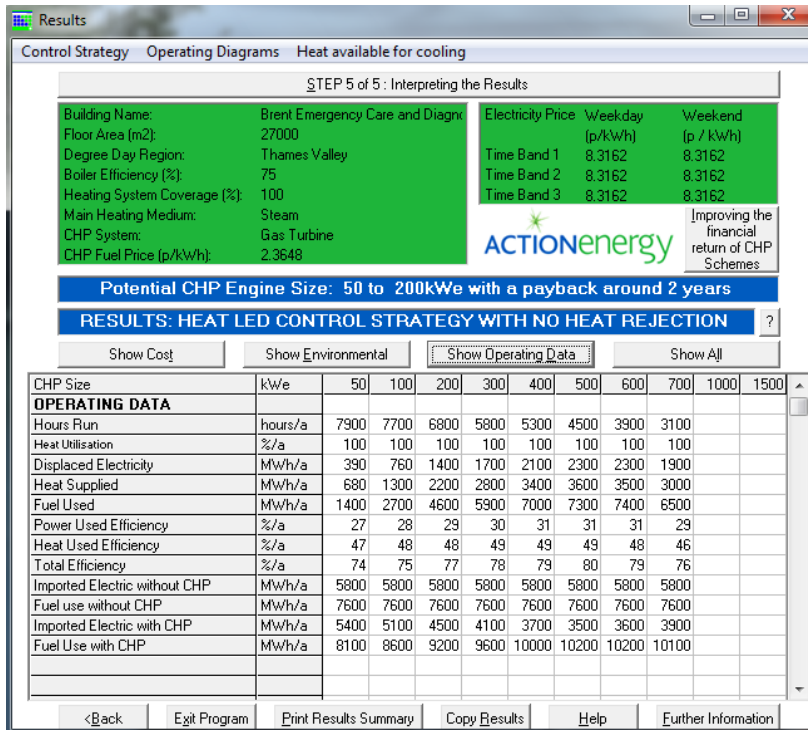 Results
Control Strategy Operating Diagrams Heat available for cooling
STEP 5 of 5 : Interpreting the Results
Building Name: Brent Emergency Care and Diagno
Floor Area (m2): 27000
Degree Day Region: Thames Valley
Boiler Efficiency (%): 75
Heating System Coverage (%): 100
Main Heating Medium: Steam
CHP System: Gas Turbine
CHP Fuel Price (p/kWh): 2.3648
Electricity Price Weekday Weekend
(p/kWh) (p / kWh)
Time Band 1 8.3162 8.3162
Time Band 2 8.3162 8.3162
Time Band 3 8.3162 8.3162
ACTIONenergy
Improving the
financial
return of CHP
Schemes
Potential CHP Engine Size: 50 to 200kWe with a payback around 2 years
RESULTS: HEAT LED CONTROL STRATEGY WITH NO HEAT REJECTION ?
Show Cost Show Environmental Show Operating Data Show All
CHP Size kWe 50 100 200 300 400 500 600 700 1000 1500
OPERATING DATA
Hours Run hours/a 7900 7700 6800 5800 5300 4500 3900 3100
Heat Utilisation %/a 100 100 100 100 100 100 100 100
Displaced Electricity MWh/a 390 760 1400 1700 2100 2300 2300 1900
Heat Supplied MWh/a 680 1300 2200 2800 3400 3600 3500 3000
Fuel Used MWh/a 1400 2700 4600 5900 7000 7300 7400 6500
Power Used Efficiency %/a 27 28 29 30 31 31 31 29
Heat Used Efficiency %/a 47 48 48 49 49 49 48 46
Total Efficiency %/a 74 75 77 78 79 80 79 76
Imported Electric without CHP MWh/a 5800 5800 5800 5800 5800 5800 5800 5800
Fuel use without CHP MWh/a 7600 7600 7600 7600 7600 7600 7600 7600
Imported Electric with CHP MWh/a 5400 5100 4500 4100 3700 3500 3600 3900
Fuel Use with CHP MWh/a 8100 8600 9200 9600 10000 10200 10200 10100
<Back Exit Program Print Results Summary Copy Results Help Further Information